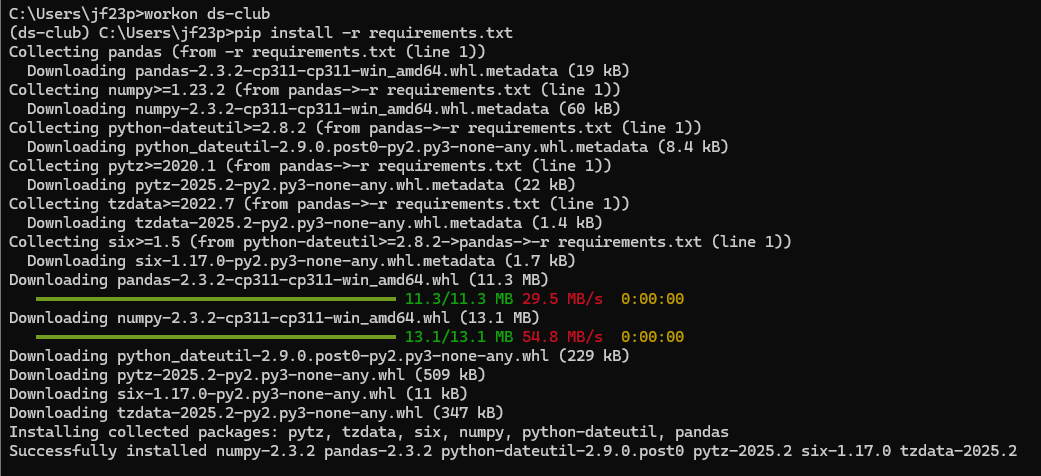 C:\Users\jf23p>workon ds-club
(ds-club) C:\Users\jf23p>pip install -r requirements.txt
Collecting pandas (from -r requirements.txt (line 1))
  Downloading pandas-2.3.2-cp311-cp311-win_amd64.whl.metadata (19 kB)
Collecting numpy>=1.23.2 (from pandas->-r requirements.txt (line 1))
  Downloading numpy-2.3.2-cp311-cp311-win_amd64.whl.metadata (60 kB)
Collecting python-dateutil>=2.8.2 (from pandas->-r requirements.txt (line 1))
  Downloading python_dateutil-2.9.0.post0-py2.py3-none-any.whl.metadata (8.4 kB)
Collecting pytz>=2020.1 (from pandas->-r requirements.txt (line 1))
  Downloading pytz-2025.2-py2.py3-none-any.whl.metadata (22 kB)
Collecting tzdata>=2022.7 (from pandas->-r requirements.txt (line 1))
  Downloading tzdata-2025.2-py2.py3-none-any.whl.metadata (1.4 kB)
Collecting six>=1.5 (from python-dateutil>=2.8.2->pandas->-r requirements.txt (line 1))
  Downloading six-1.17.0-py2.py3-none-any.whl.metadata (1.7 kB)
Downloading pandas-2.3.2-cp311-cp311-win_amd64.whl (11.3 MB)
11.3/11.3 MB 29.5 MB/s  0:00:00
Downloading numpy-2.3.2-cp311-cp311-win_amd64.whl (13.1 MB)
13.1/13.1 MB 54.8 MB/s  0:00:00
Downloading python_dateutil-2.9.0.post0-py2.py3-none-any.whl (229 kB)
Downloading pytz-2025.2-py2.py3-none-any.whl (509 kB)
Downloading six-1.17.0-py2.py3-none-any.whl (11 kB)
Downloading tzdata-2025.2-py2.py3-none-any.whl (347 kB)
Installing collected packages: pytz, tzdata, six, numpy, python-dateutil, pandas
Successfully installed numpy-2.3.2 pandas-2.3.2 python-dateutil-2.9.0.post0 pytz-2025.2 six-1.17.0 tzdata-2025.2